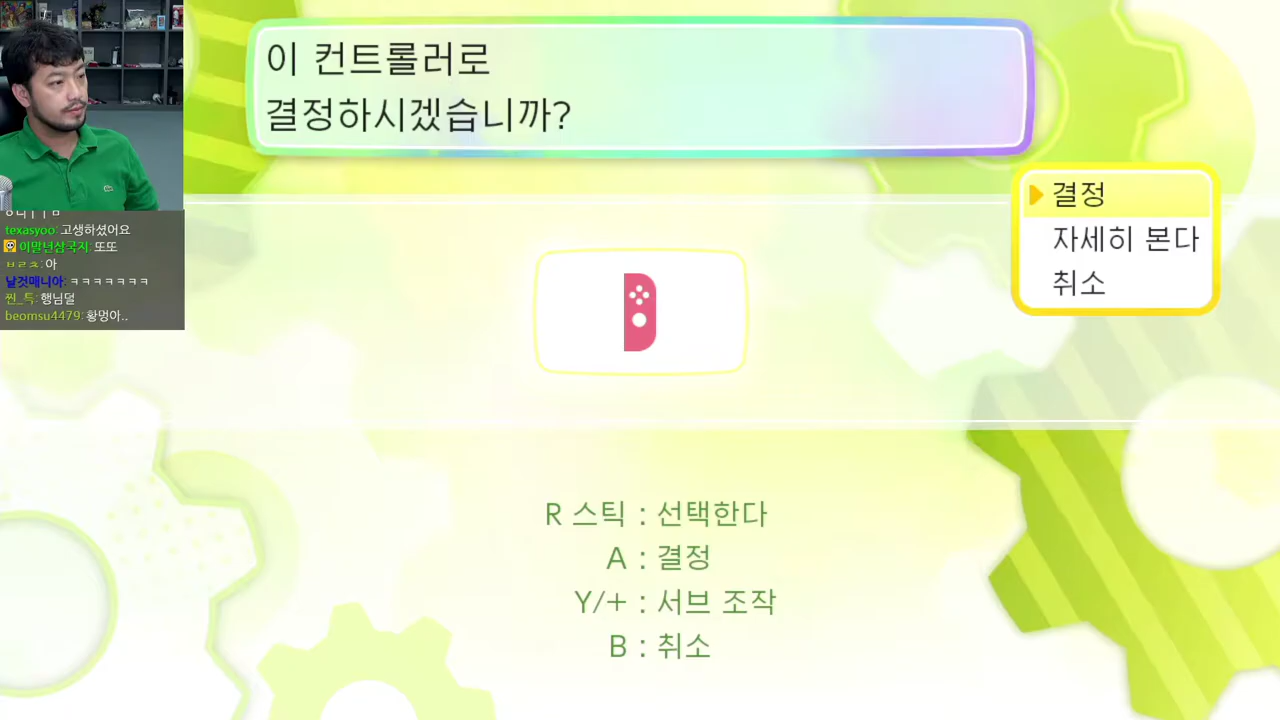 이 컨트롤러로
결정하시겠습니까?
결정
자세히 본다
취소
texasyoo: 고생하셨어요
이말년삼국지: 또또
ㅂㄹㅊ: 아
날것매니아: ㅋㅋㅋㅋㅋㅋㅋ
찐_특: 행님덜
beomsu4479: 황멍아..
R 스틱 : 선택한다
A : 결정
Y/+ : 서브 조작
B : 취소